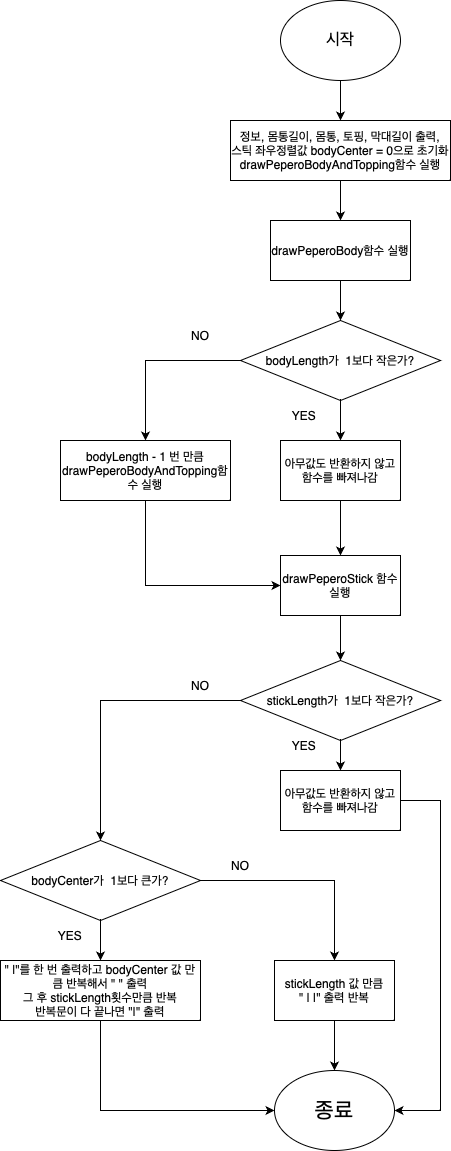 시작
정보, 몸통길이, 몸통, 토핑, 막대길이 출력,
스틱 좌우정렬값 bodyCenter = 0으로 초기화
drawPeperoBodyAndTopping함수 실행
drawPeperoBody함수 실행
NO
bodyLength가 1보다 작은가?
YES
bodyLength - 1 번 만큼
drawPeperoBodyAndTopping함
수 실행
아무값도 반환하지 않고
함수를 빠져나감
drawPeperoStick 함수
실행
NO
stickLength가 1보다 작은가?
YES
아무값도 반환하지 않고
함수를 빠져나감
bodyCenter가 1보다 큰가?
NO
YES
" l"를 한 번 출력하고 bodyCenter 값 만
큼 반복해서 " " 출력
그 후 stickLength횟수만큼 반복
반복문이 다 끝나면 "l" 출력
stickLength 값 만큼
" l l" 출력 반복
종료